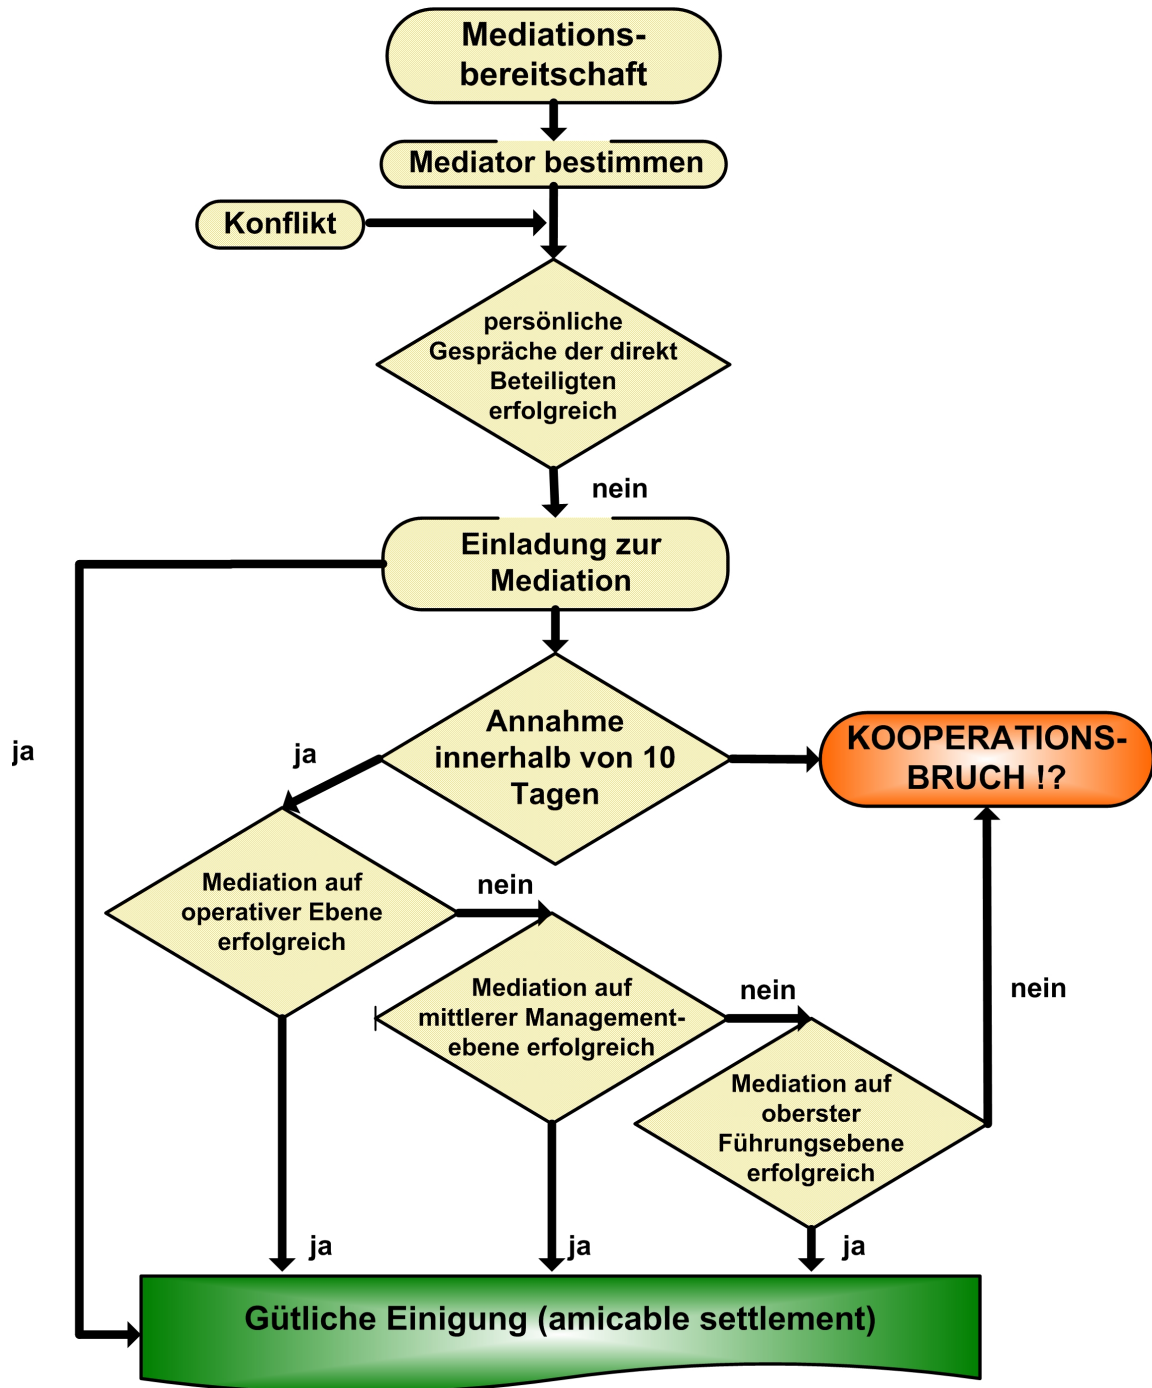 Mediations-
bereitschaft
Mediator bestimmen
Konflikt
persönliche
Gespräche der direkt
Beteiligten
erfolgreich
nein
Einladung zur
Mediation
ja
Annahme
innerhalb von 10
Tagen
ja
KOOPERATIONS-
BRUCH !?
Mediation auf
operativer Ebene
erfolgreich
nein
Mediation auf
mittlerer Management-
ebene erfolgreich
nein
nein
Mediation auf
oberster
Führungsebene
erfolgreich
ja
ja
ja
Gütliche Einigung (amicable settlement)